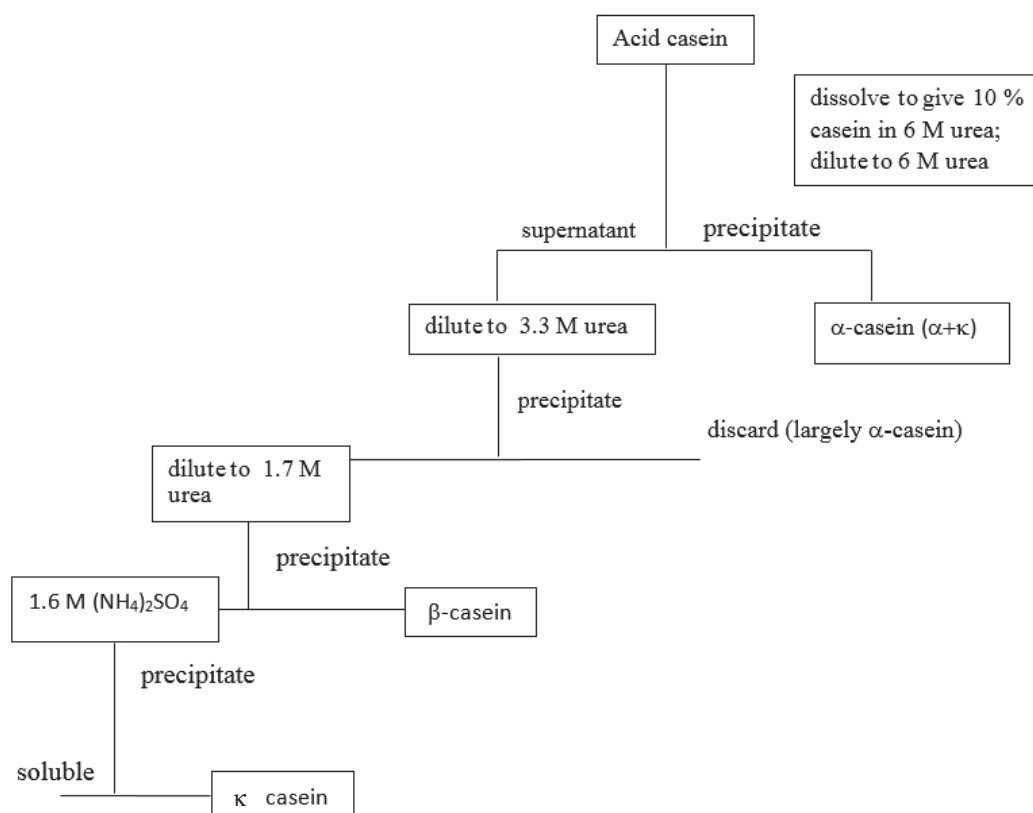 Acid casein
dissolve to give 10 %
casein in 6 M urea;
dilute to 6 M urea
supernatant
precipitate
dilute to 3.3 M urea
α-casein (α+κ)
precipitate
discard (largely α-casein)
dilute to 1.7 M
urea
precipitate
1.6 M (NH₄)₂SO₄
β-casein
precipitate
soluble
κ casein